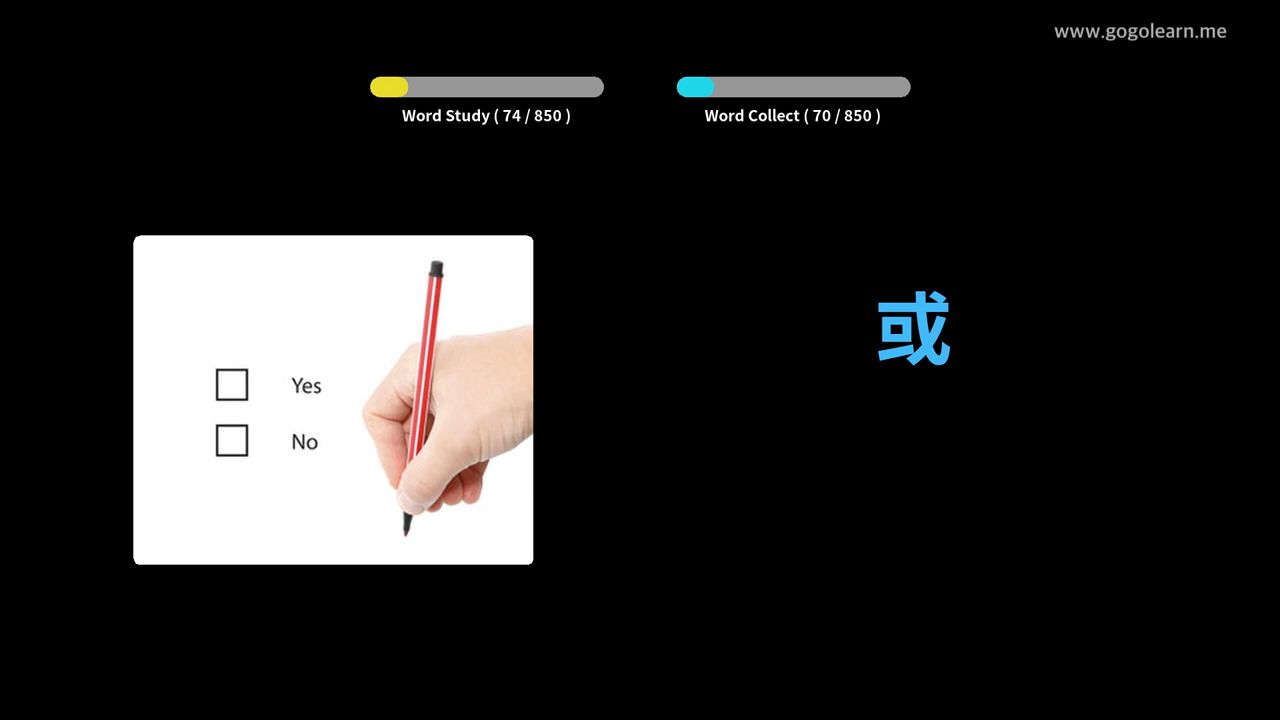 www.gogolearn.me
Word Study ( 74 / 850 )
Word Collect ( 70 / 850 )
Yes
No
或